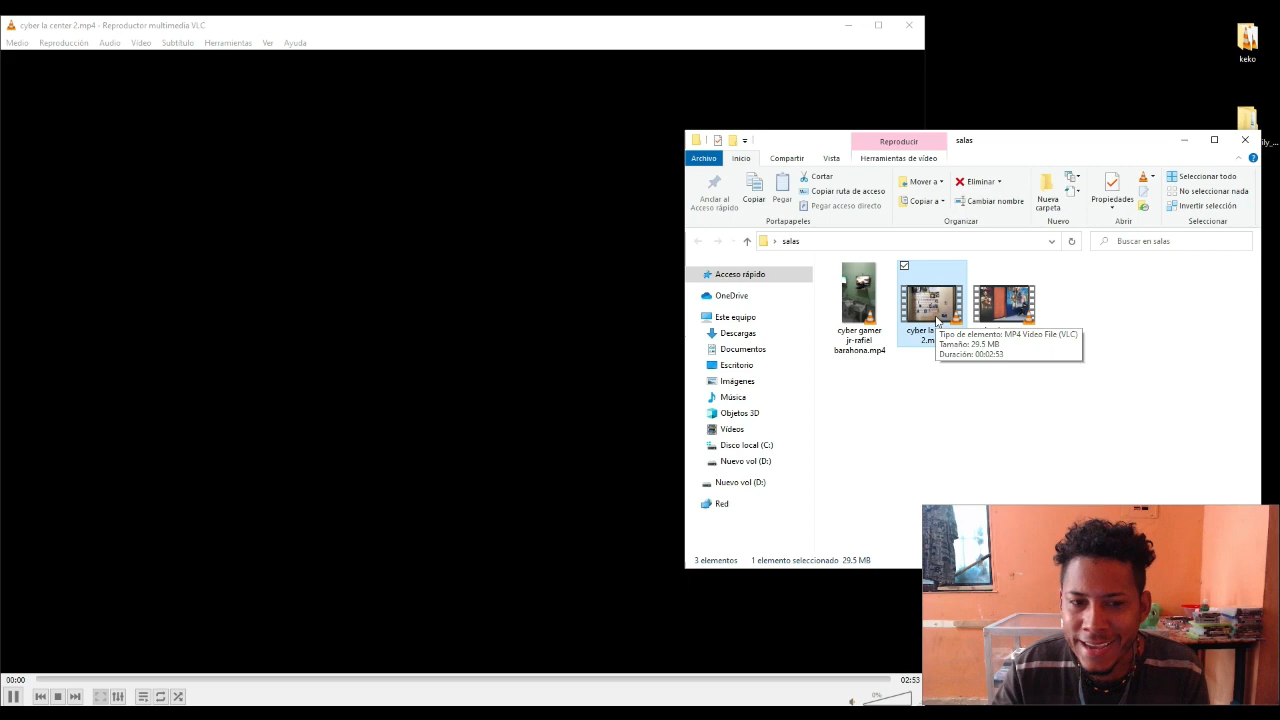 cyber la center 2.mp4 - Reproductor multimedia VLC
Medio Reproducción Audio Vídeo Subtítulo Herramientas Ver Ayuda
keko
ily_...
Reproducir salas
Archivo Inicio Compartir Vista Herramientas de vídeo
Anclar al
Acceso rápido
Copiar
Pegar
Cortar
Copiar ruta de acceso
Pegar acceso directo
Portapapeles
Mover a
Copiar a
Eliminar
Cambiar nombre
Organizar
Nueva
carpeta
Nuevo
Propiedades
Abrir
Seleccionar todo
No seleccionar nada
Invertir selección
Seleccionar
salas
Buscar en salas
Acceso rápido
OneDrive
Este equipo
Descargas
Documentos
Escritorio
Imágenes
Música
Objetos 3D
Vídeos
Disco local (C:)
Nuevo vol (D:)
Nuevo vol (D:)
Red
cyber gamer
jr-rafiel
barahona.mp4
cyber la
2.m
Tipo de elemento: MP4 Video File (VLC)
Tamaño: 29.5 MB
Duración: 00:02:53
3 elementos 1 elemento seleccionado 29.5 MB
00:00 02:53
0%